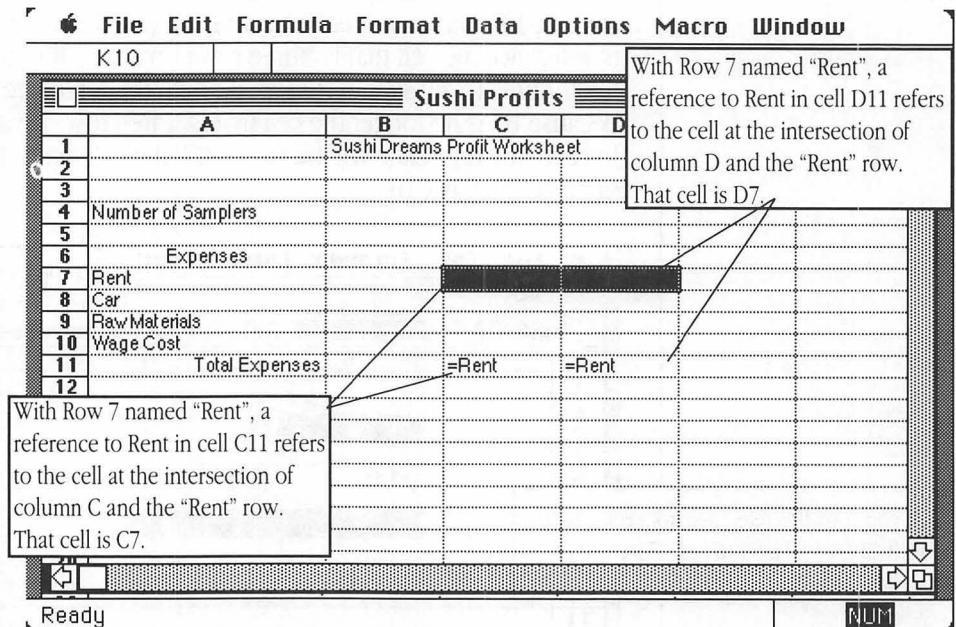 File Edit Formula Format Data Options Macro Window
K10
Sushi Profits
A B C D
1 Sushi Dreams Profit Worksheet
2
3
4 Number of Samplers
5
6 Expenses
7 Rent
8 Car
9 Raw Materials
10 Wage Cost
11 Total Expenses =Rent =Rent
12
With Row 7 named “Rent”, a
reference to Rent in cell D11 refers
to the cell at the intersection of
column D and the “Rent” row.
That cell is D7.
With Row 7 named “Rent”, a
reference to Rent in cell C11 refers
to the cell at the intersection of
column C and the “Rent” row.
That cell is C7.
Ready NUM